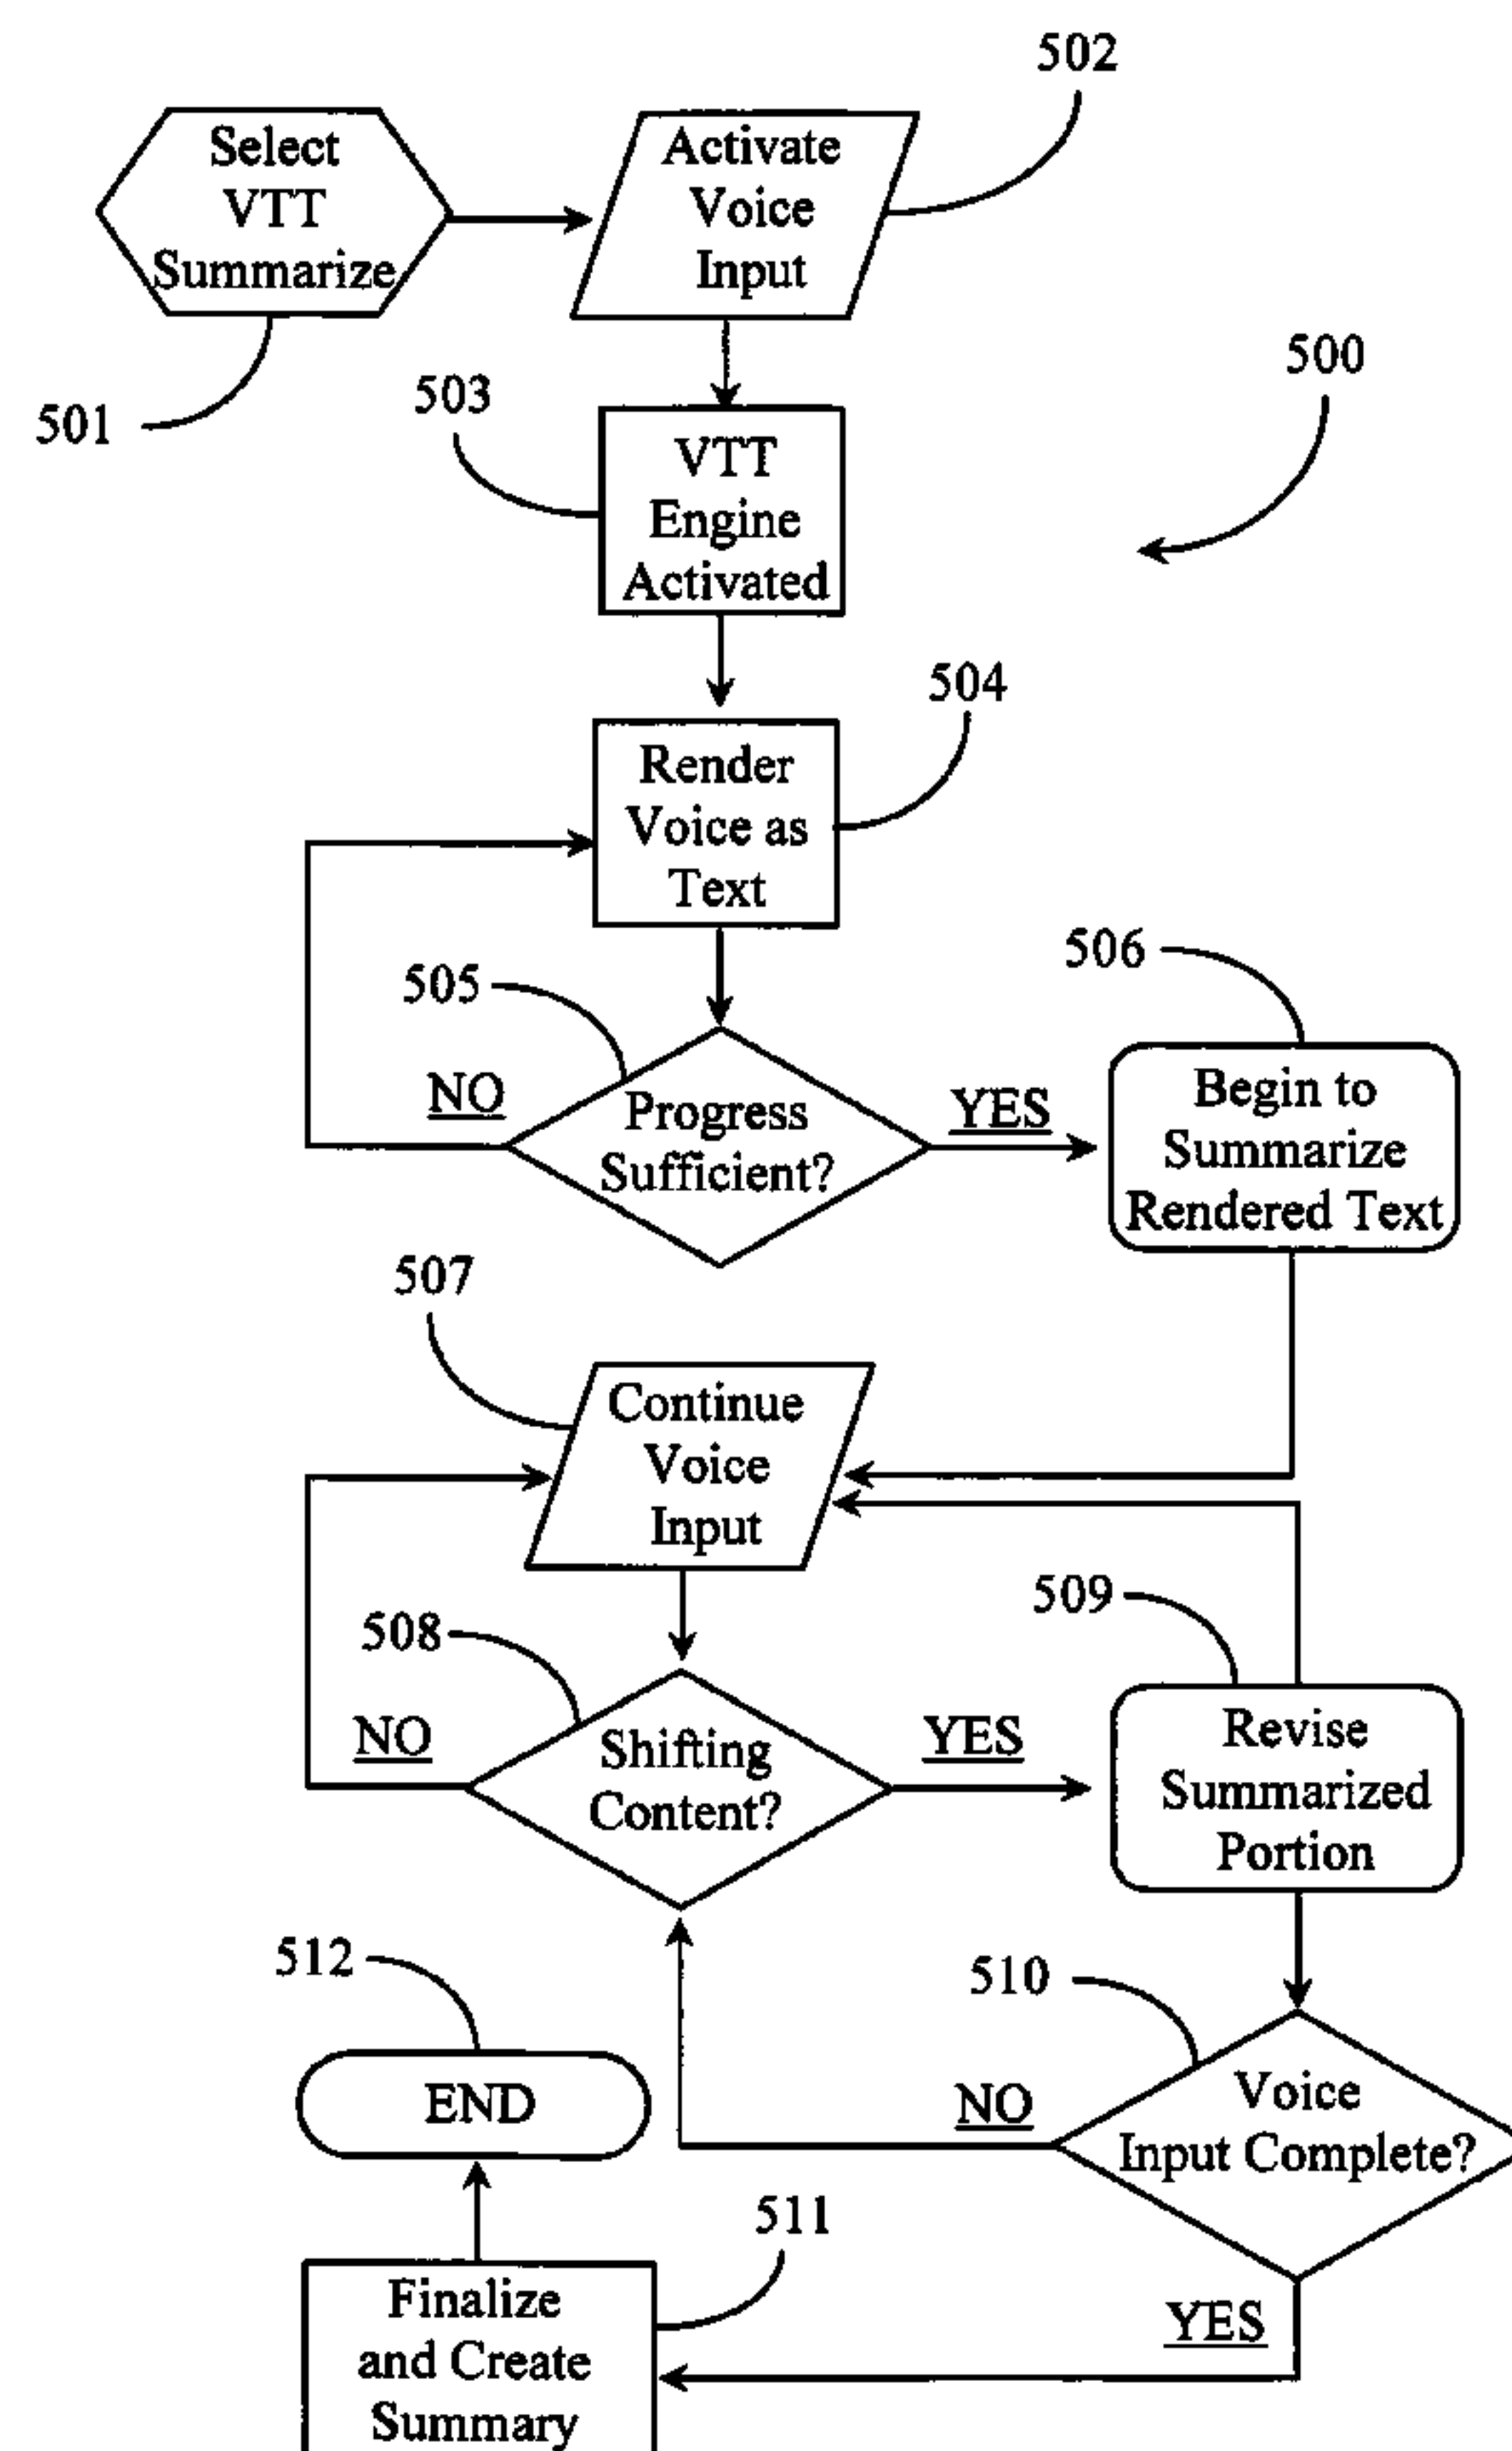 502
Select
VTT
Summarize
Activate
Voice
Input
500
501
503
VTT
Engine
Activated
504
Render
Voice as
Text
505
506
NO
Progress
Sufficient?
YES
Begin to
Summarize
Rendered Text
507
Continue
Voice
Input
508
509
NO
Shifting
Content?
YES
Revise
Summarized
Portion
512
510
END
NO
Voice
Input Complete?
511
Finalize
and Create
Summary
YES